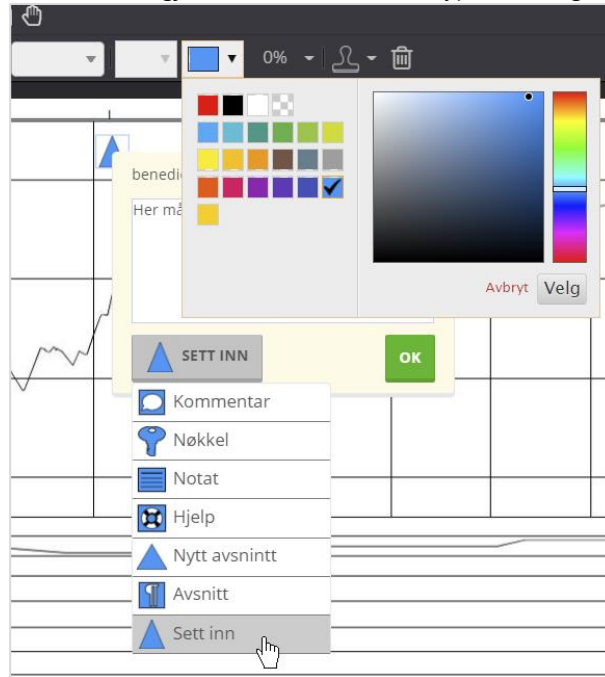 0%
benedi
Her må
Avbryt
Velg
SETT INN
OK
Kommentar
Nøkkel
Notat
Hjelp
Nytt avsnintt
Avsnitt
Sett inn